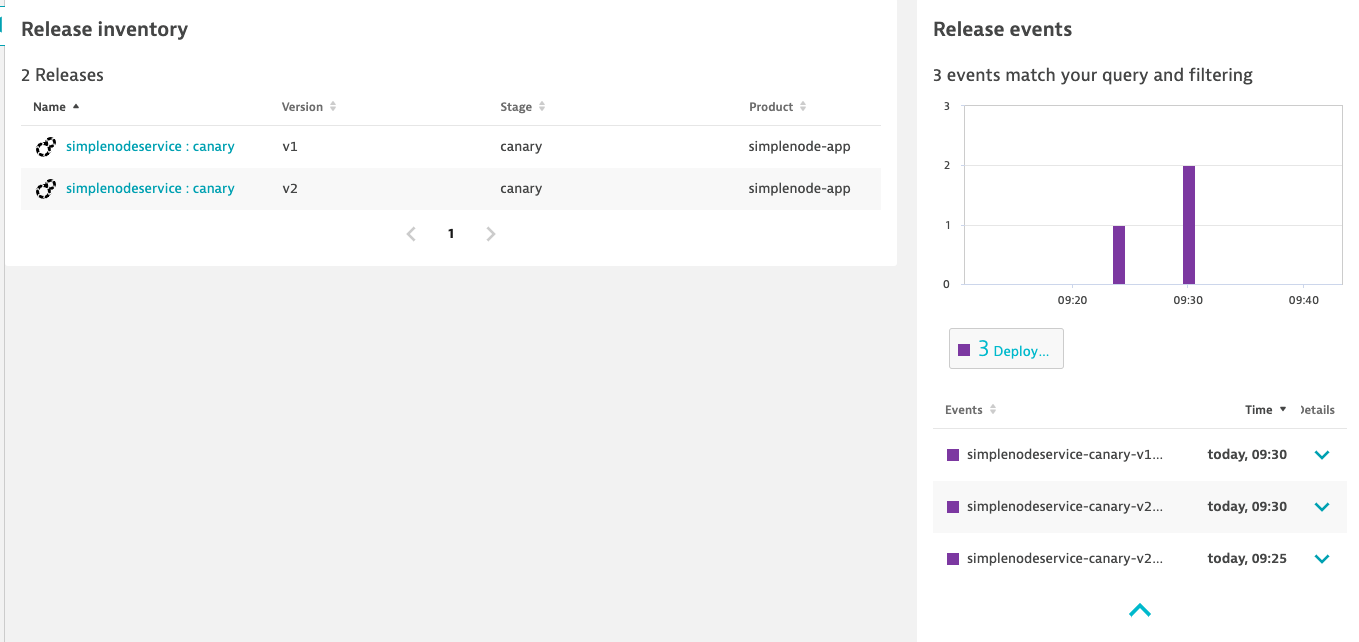 Release inventory
2 Releases
Name Version Stage Product
simplenodeservice : canary v1 canary simplenode-app
simplenodeservice : canary v2 canary simplenode-app
1
Release events
3 events match your query and filtering
3
2
1
0
09:20 09:30 09:40
3 Deploy...
Events Time Details
simplenodeservice-canary-v1... today, 09:30
simplenodeservice-canary-v2... today, 09:30
simplenodeservice-canary-v2... today, 09:25